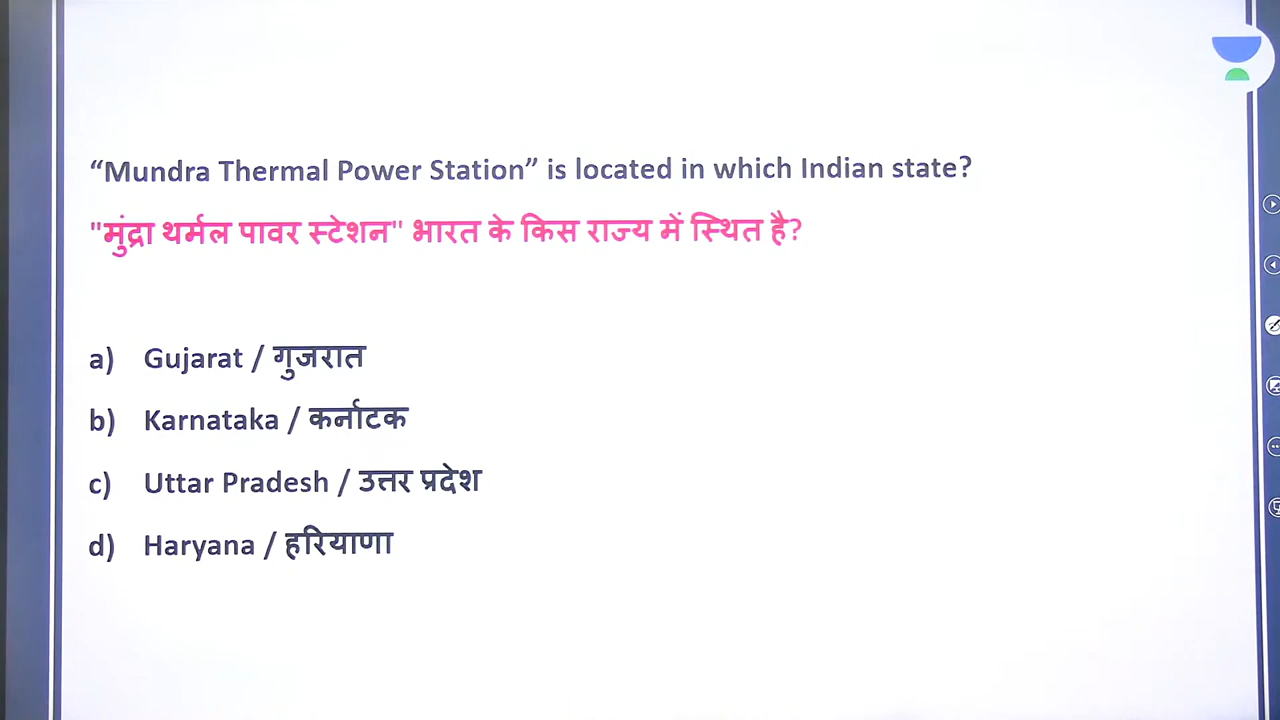 “Mundra Thermal Power Station” is located in which Indian state?
"मुंद्रा थर्मल पावर स्टेशन" भारत के किस राज्य में स्थित है?
a) Gujarat / गुजरात
b) Karnataka / कर्नाटक
c) Uttar Pradesh / उत्तर प्रदेश
d) Haryana / हरियाणा